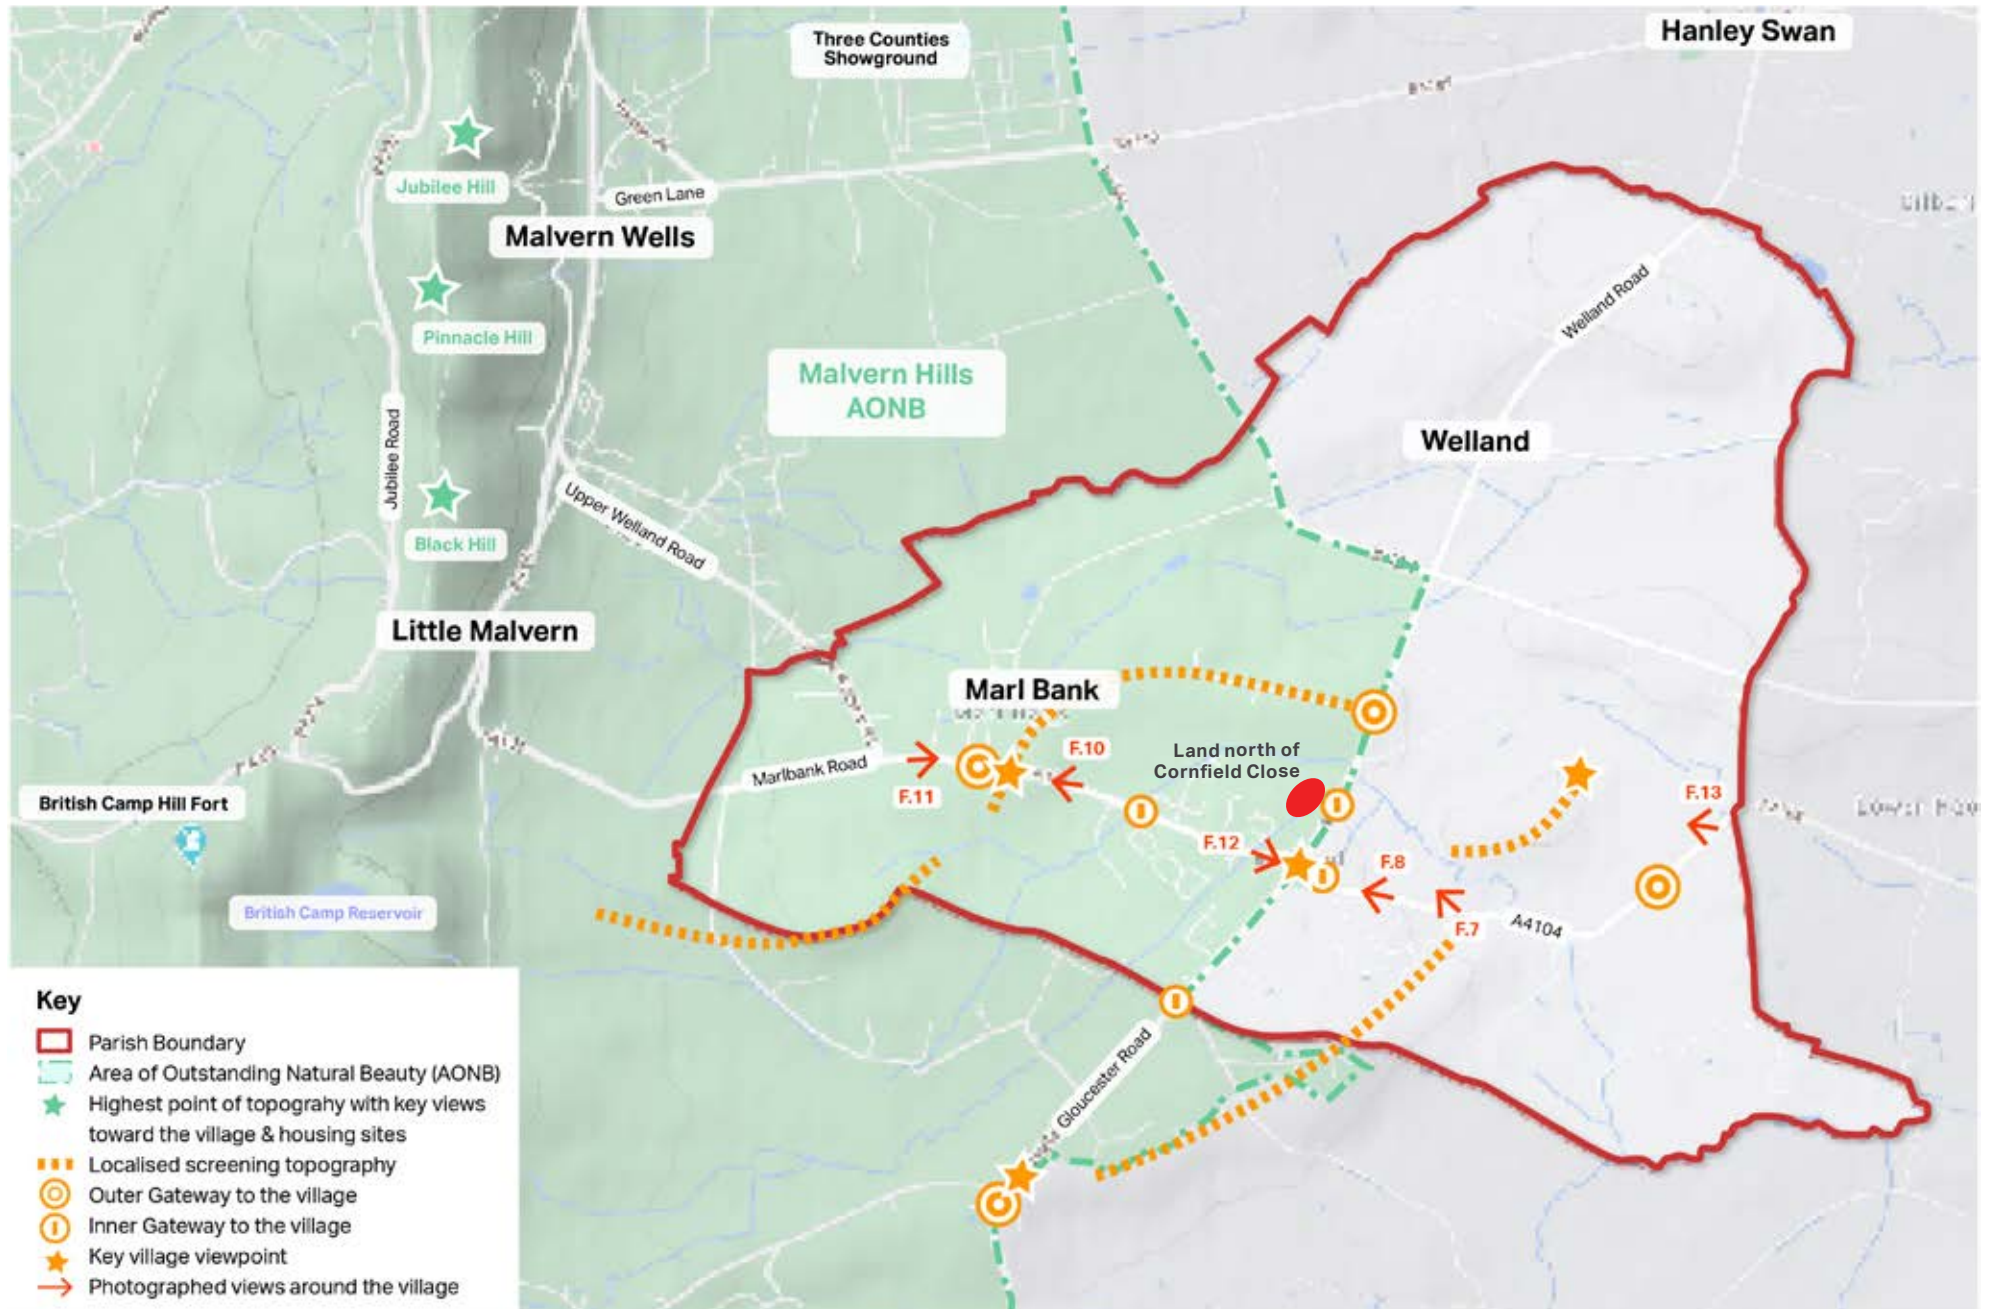 Three Counties
Showground
Hanley Swan
Jubilee Hill
Green Lane
Malvern Wells
Pinnacle Hill
Welland Road
Malvern Hills
AONB
Jubilee Road
Welland
Upper Welland Road
Black Hill
Little Malvern
Marl Bank
Land north of
Cornfield Close
F.10
Marlbank Road
F.11
F.13
British Camp Hill Fort
F.12
F.8
British Camp Reservoir
F.7
A4104
Gloucester Road
Key
Parish Boundary
Area of Outstanding Natural Beauty (AONB)
Highest point of topograhy with key views
toward the village & housing sites
Localised screening topography
Outer Gateway to the village
Inner Gateway to the village
Key village viewpoint
Photographed views around the village